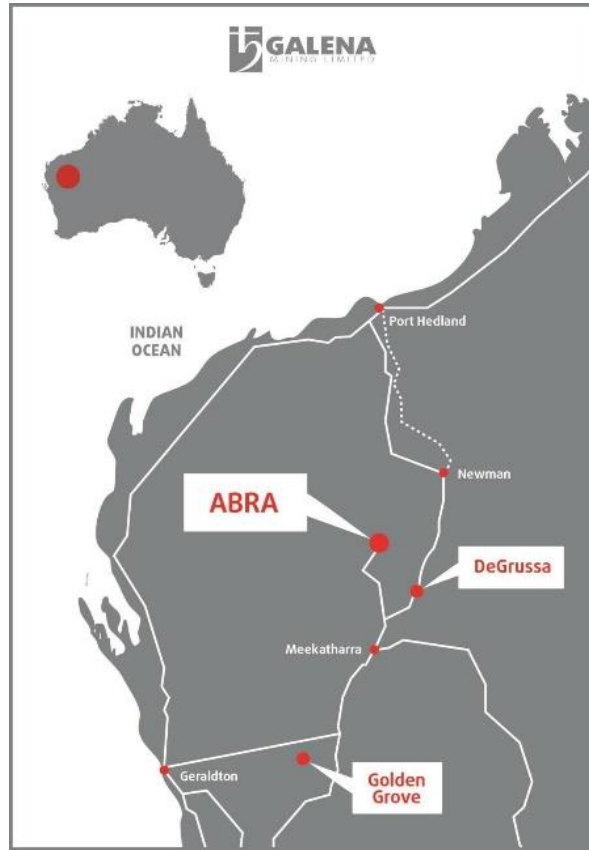 GALENA
MINING LIMITED
INDIAN
OCEAN
Port Hedland
Newman
ABRA
DeGrussa
Meekatharra
Geraldton
Golden
Grove